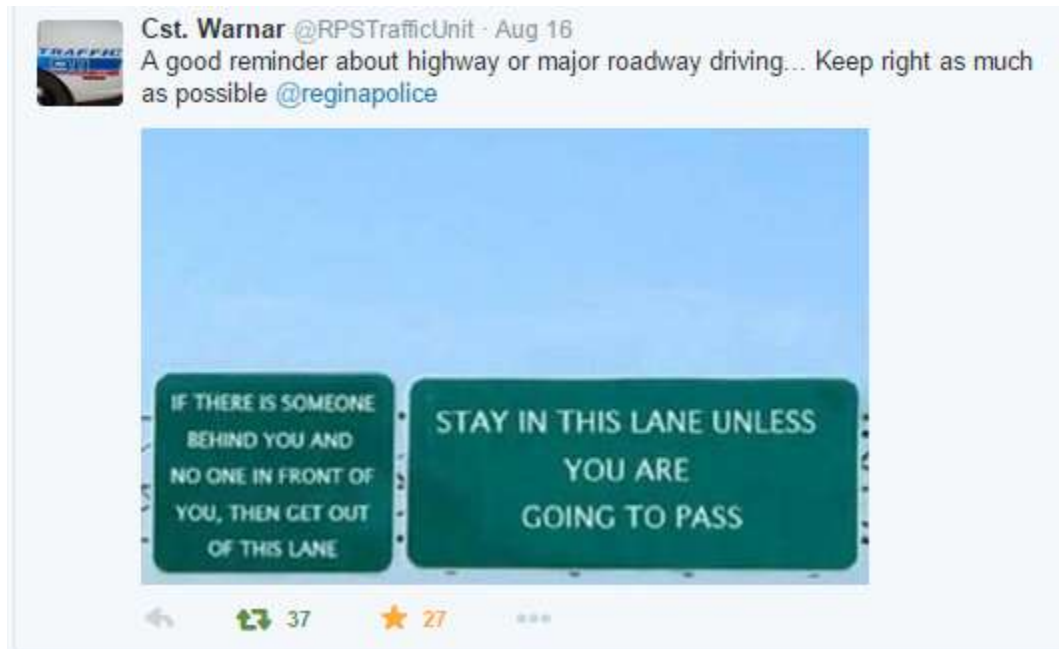 TRAFFIC
Cst. Warnar @RPSTrafficUnit · Aug 16
A good reminder about highway or major roadway driving... Keep right as much
as possible @reginapolice
IF THERE IS SOMEONE
BEHIND YOU AND
NO ONE IN FRONT OF
YOU, THEN GET OUT
OF THIS LANE
STAY IN THIS LANE UNLESS
YOU ARE
GOING TO PASS
37
27